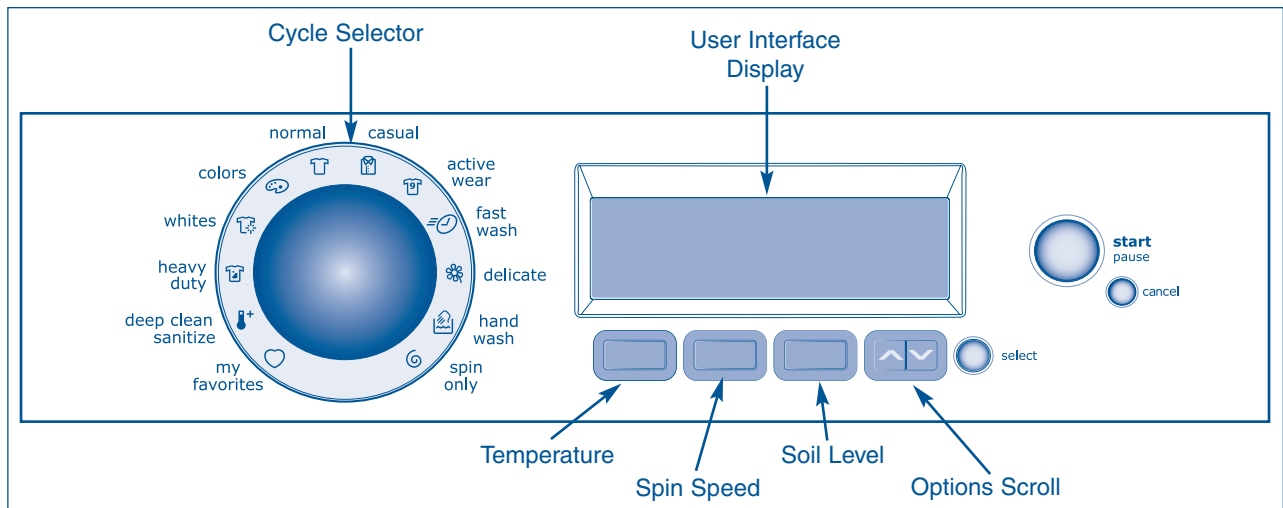 Cycle Selector
User Interface
Display
normal
casual
colors
active
wear
whites
fast
wash
heavy
duty
delicate
deep clean
sanitize
hand
wash
my
favorites
spin
only
9
+
start
pause
cancel
select
Temperature
Spin Speed
Soil Level
Options Scroll